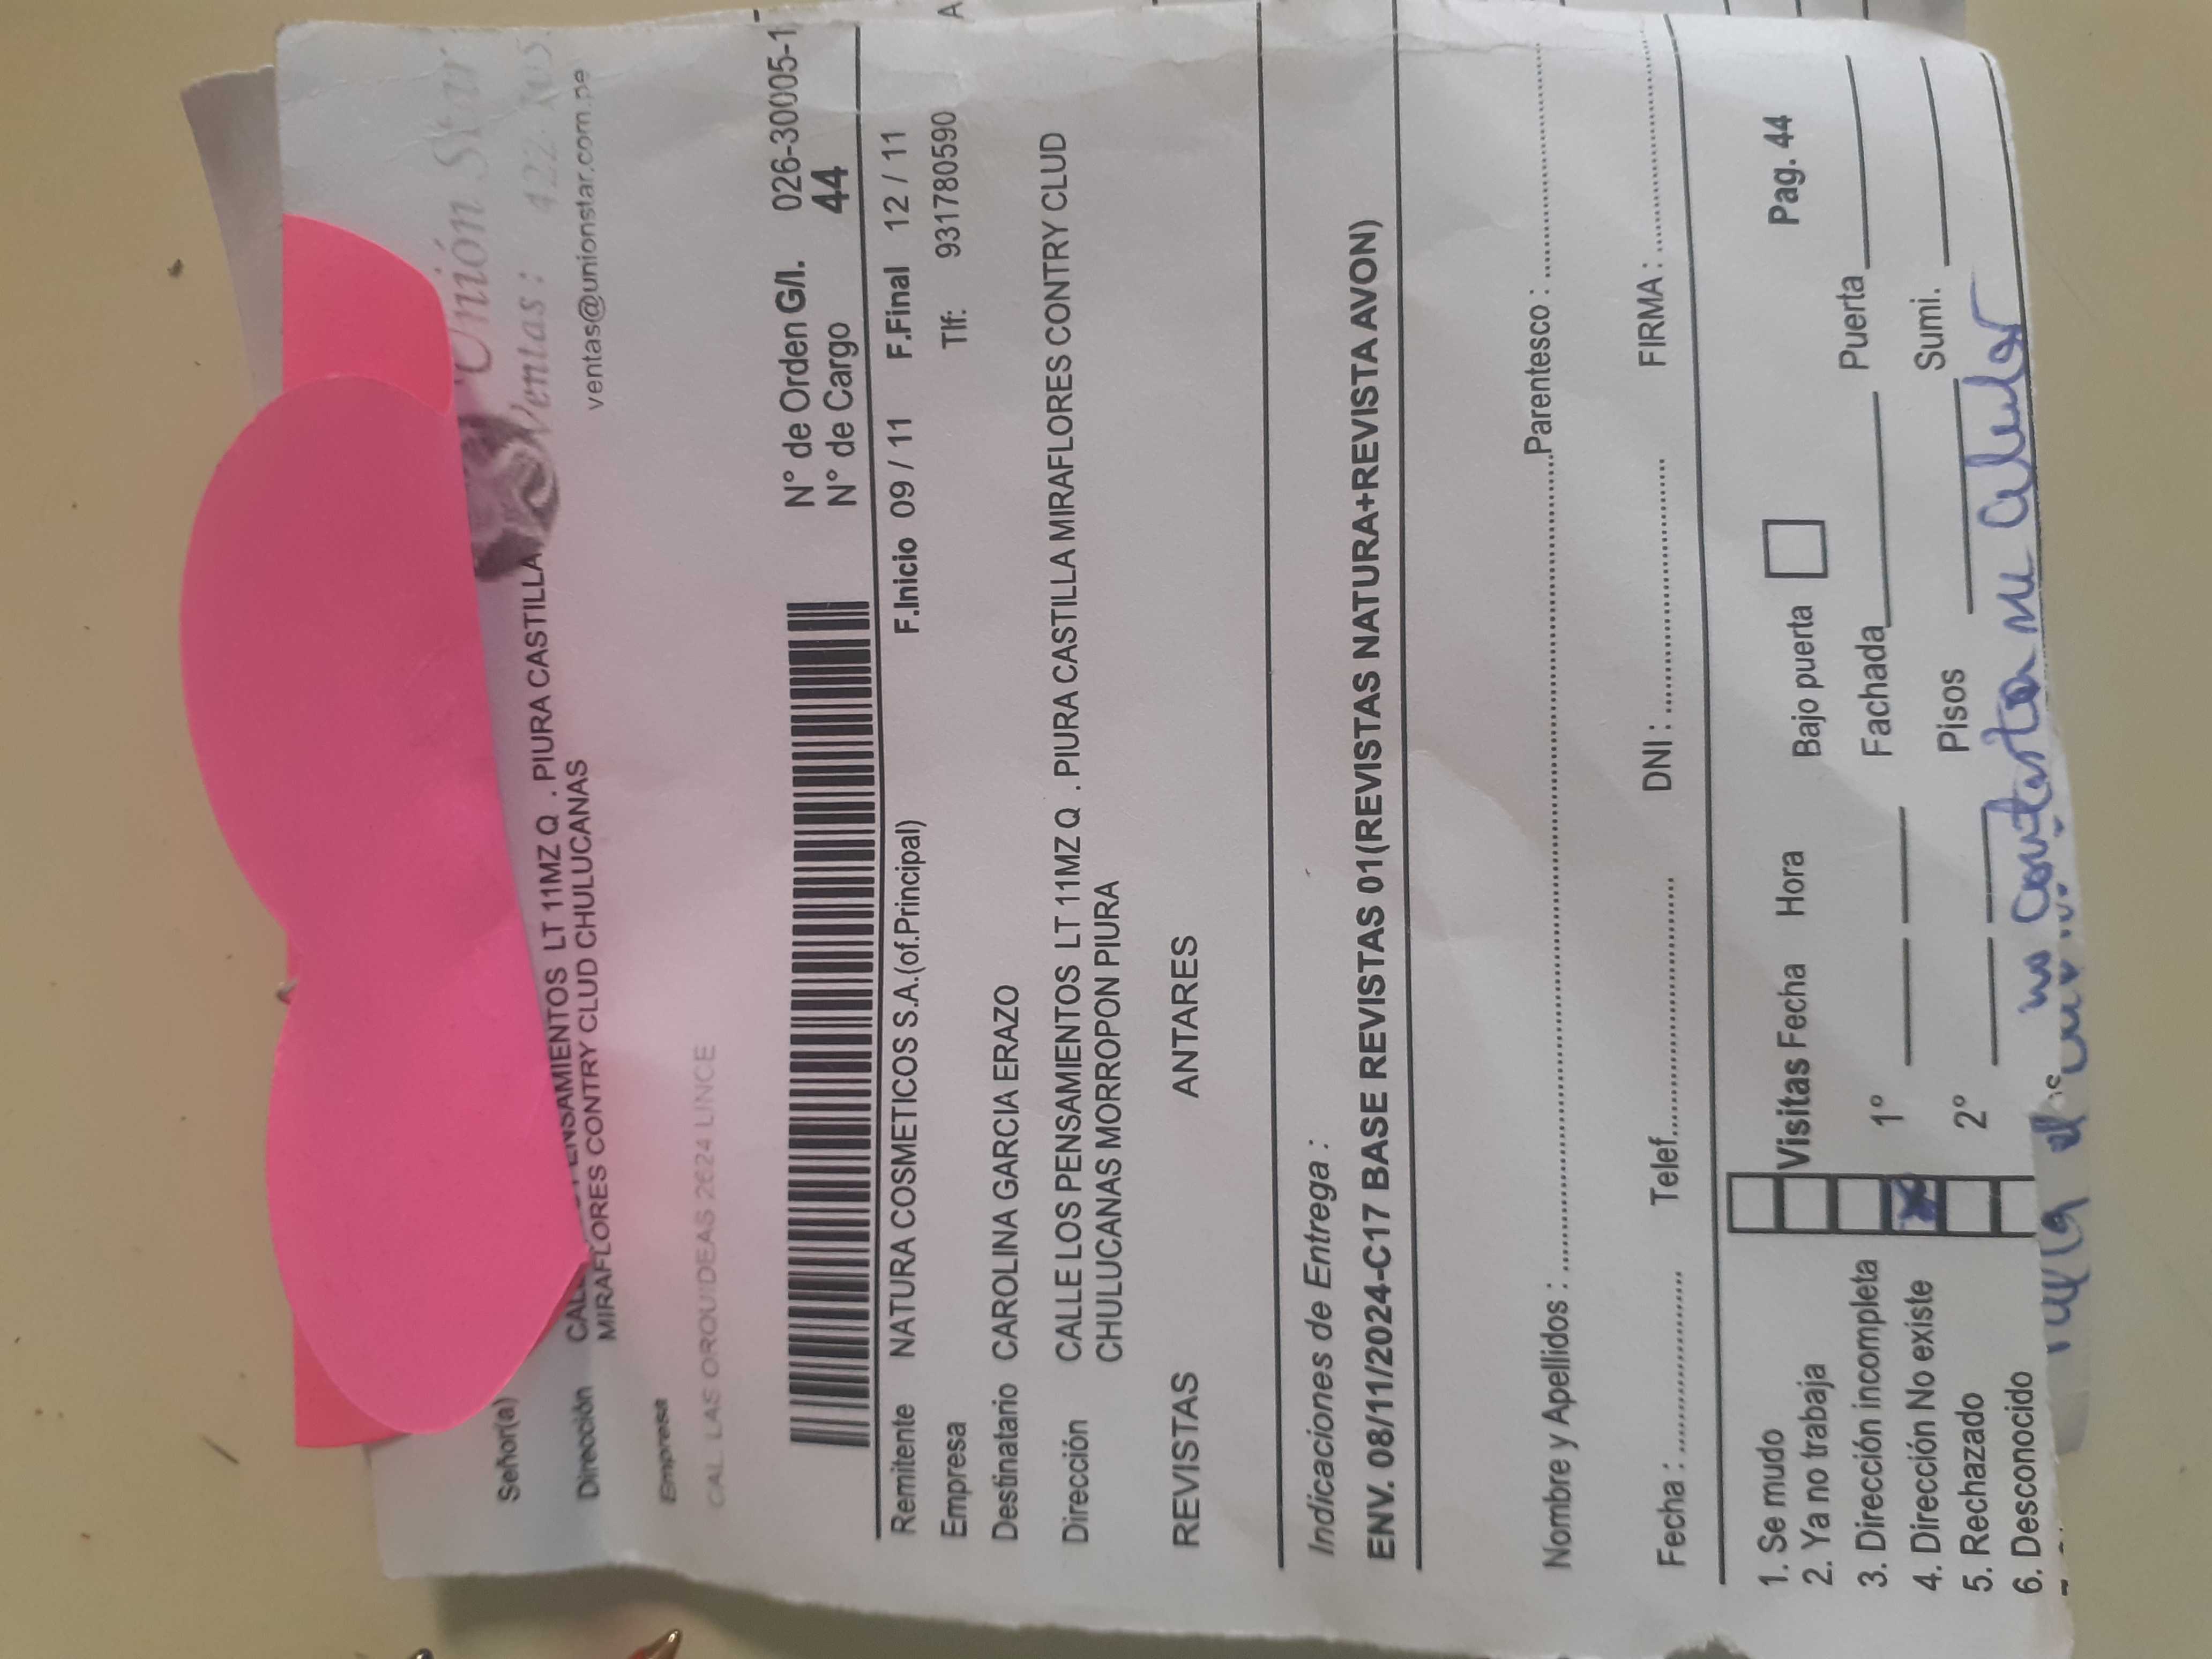 Unión Star
Ventas: 422
ventas@unionstar.com.pe
Señor(a)
Dirección ENSAMIENTOS LT 11MZ Q . PIURA CASTILLA
MIRAFLORES CONTRY CLUD CHULUCANAS
Empresa
CAL. LAS ORQUIDEAS 2624 LINCE
N° de Orden G/I. 026-30005-1
N° de Cargo 44
Remitente NATURA COSMETICOS S.A.(of.Principal) F.Inicio 09 / 11 F.Final 12 / 11
Empresa Tlf: 931780590 A
Destinatario CAROLINA GARCIA ERAZO
Dirección CALLE LOS PENSAMIENTOS LT 11MZ Q . PIURA CASTILLA MIRAFLORES CONTRY CLUD
CHULUCANAS MORROPON PIURA
REVISTAS ANTARES
Indicaciones de Entrega :
ENV. 08/11/2024-C17 BASE REVISTAS 01(REVISTAS NATURA+REVISTA AVON)
Nombre y Apellidos : Parentesco :
Fecha : Telef. DNI : FIRMA :
1. Se mudo Visitas Fecha Hora Bajo puerta Pag. 44
2. Ya no trabaja
3. Dirección incompleta 1º Fachada Puerta
4. Dirección No existe
5. Rechazado 2º Pisos Sumi.
6. Desconocido
no contesta su celular